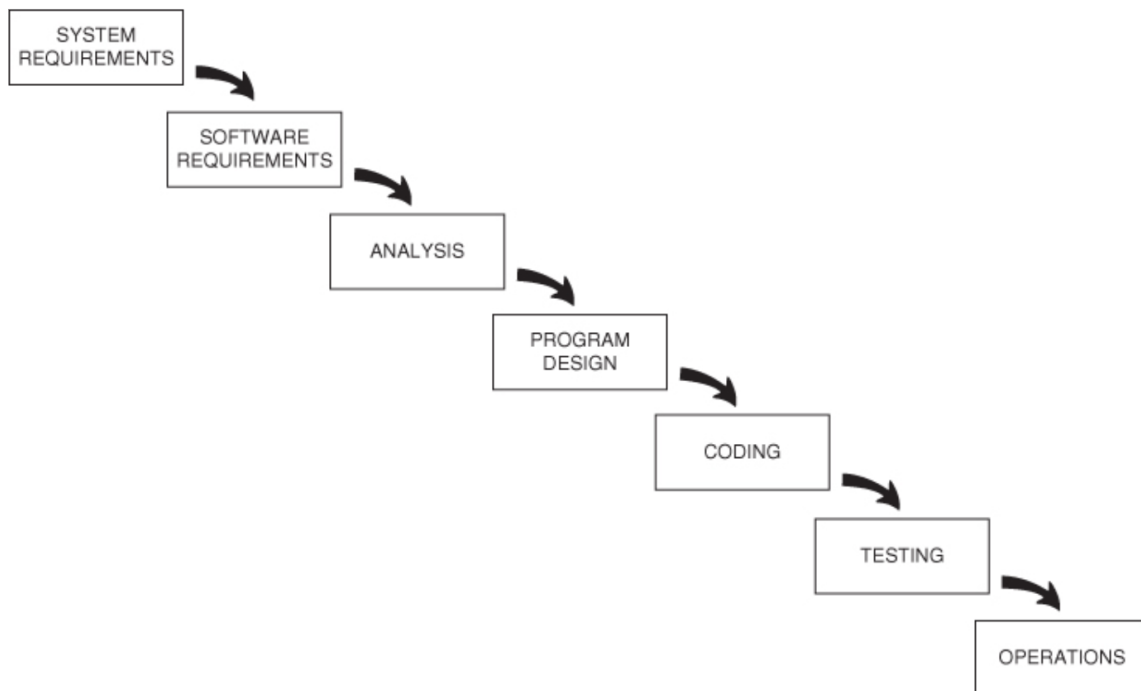 SYSTEM
REQUIREMENTS
SOFTWARE
REQUIREMENTS
ANALYSIS
PROGRAM
DESIGN
CODING
TESTING
OPERATIONS